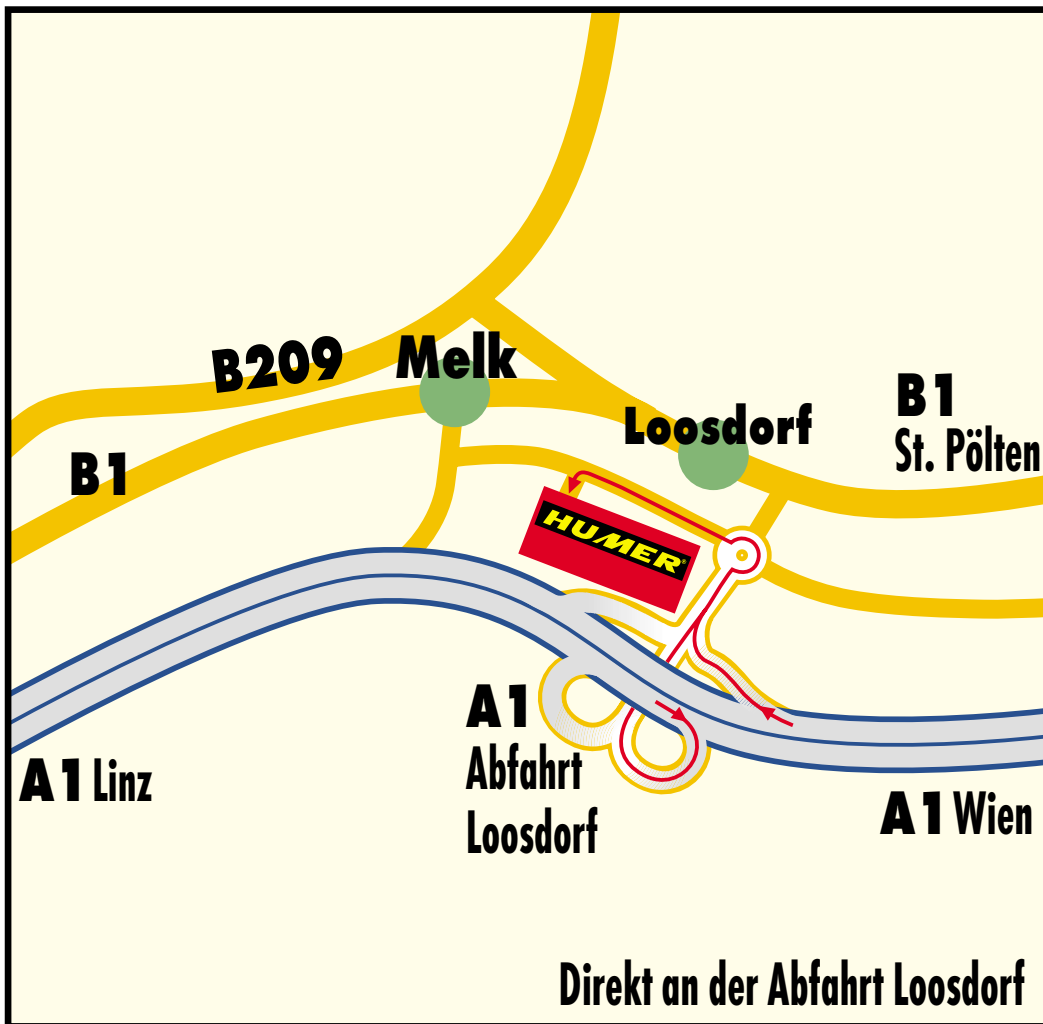 B209
Melk
B1
St. Pölten
Loosdorf
B1
HUMER®
A1
Abfahrt
Loosdorf
A1 Linz
A1 Wien
Direkt an der Abfahrt Loosdorf